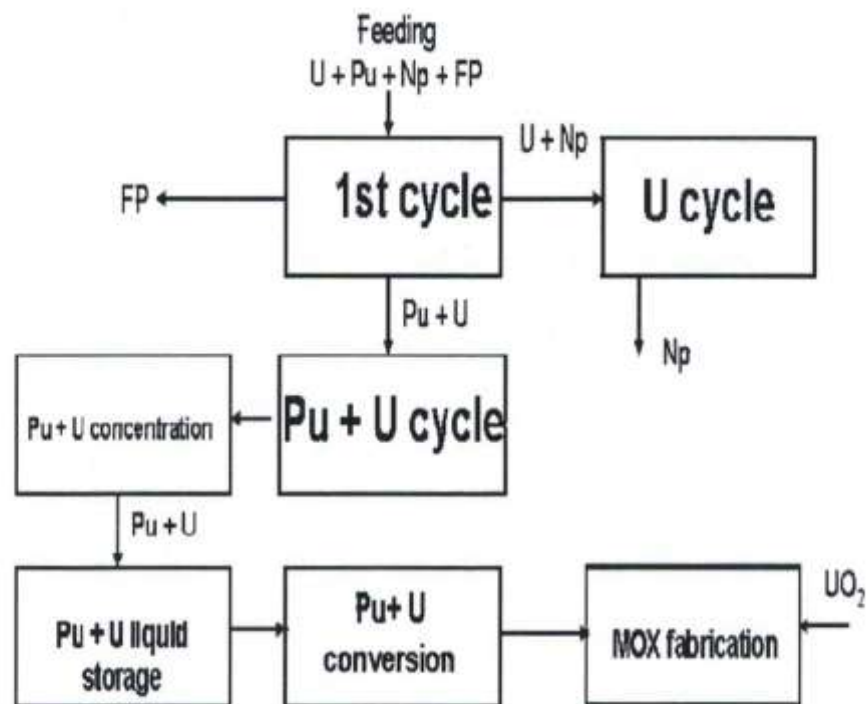 Feeding
U + Pu + Np + FP
U + Np
FP
1st cycle
U cycle
Pu + U
Np
Pu + U concentration
Pu + U cycle
Pu + U
Pu + U liquid
storage
Pu+ U
conversion
MOX fabrication
UO₂